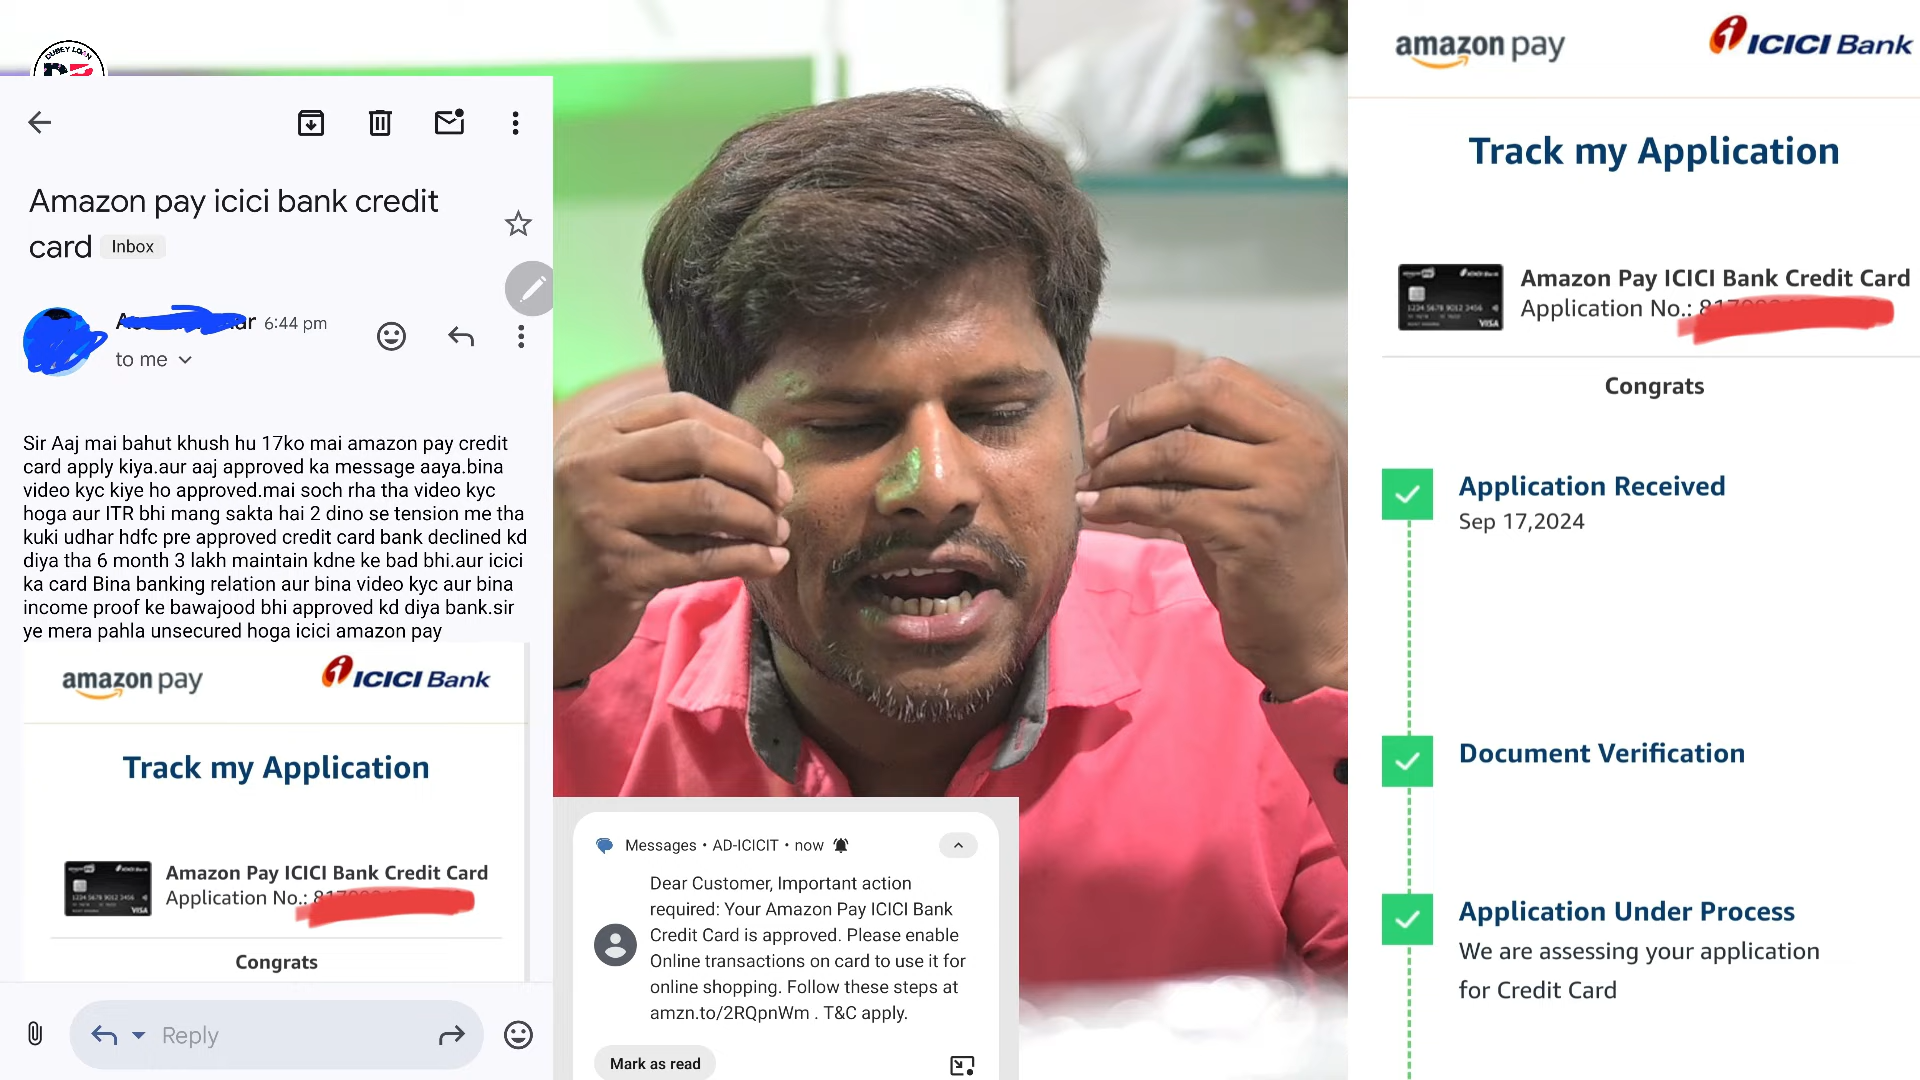 DUBEY LOAN
Amazon pay icici bank credit
card Inbox
6:44 pm
to me
Sir Aaj mai bahut khush hu 17ko mai amazon pay credit
card apply kiya.aur aaj approved ka message aaya.bina
video kyc kiye ho approved.mai soch rha tha video kyc
hoga aur ITR bhi mang sakta hai 2 dino se tension me tha
kuki udhar hdfc pre approved credit card bank declined kd
diya tha 6 month 3 lakh maintain kdne ke bad bhi.aur icici
ka card Bina banking relation aur bina video kyc aur bina
income proof ke bawajood bhi approved kd diya bank.sir
ye mera pahla unsecured hoga icici amazon pay
amazon pay ICICI Bank
Track my Application
Amazon Pay ICICI Bank Credit Card
Application No.:
Congrats
Reply
Messages • AD-ICICIT • now
Dear Customer, Important action
required: Your Amazon Pay ICICI Bank
Credit Card is approved. Please enable
Online transactions on card to use it for
online shopping. Follow these steps at
amzn.to/2RQpnWm . T&C apply.
Mark as read
amazon pay ICICI Bank
Track my Application
Amazon Pay ICICI Bank Credit Card
Application No.:
1234 5678 9012 3456
VISA
Congrats
Application Received
Sep 17,2024
Document Verification
Application Under Process
We are assessing your application
for Credit Card